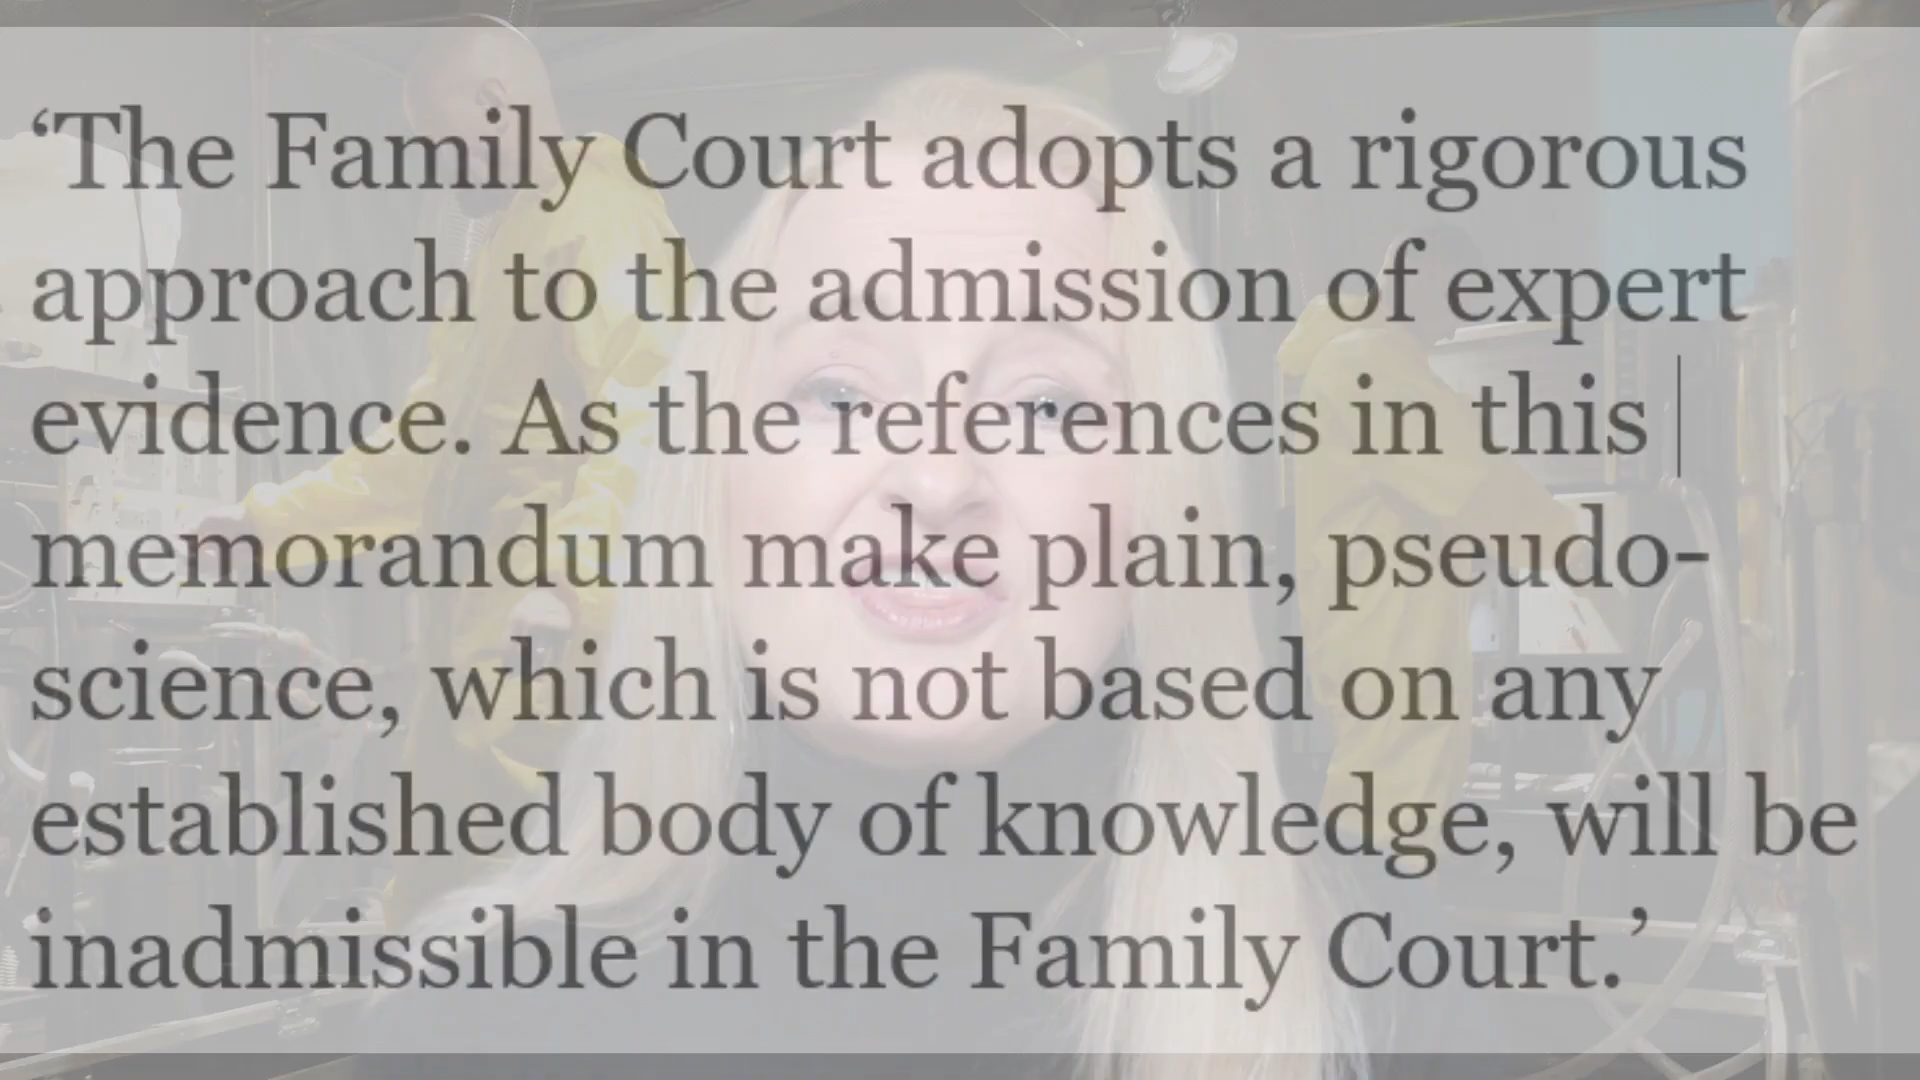 ‘The Family Court adopts a rigorous
approach to the admission of expert
evidence. As the references in this
memorandum make plain, pseudo-
science, which is not based on any
established body of knowledge, will be
inadmissible in the Family Court.’